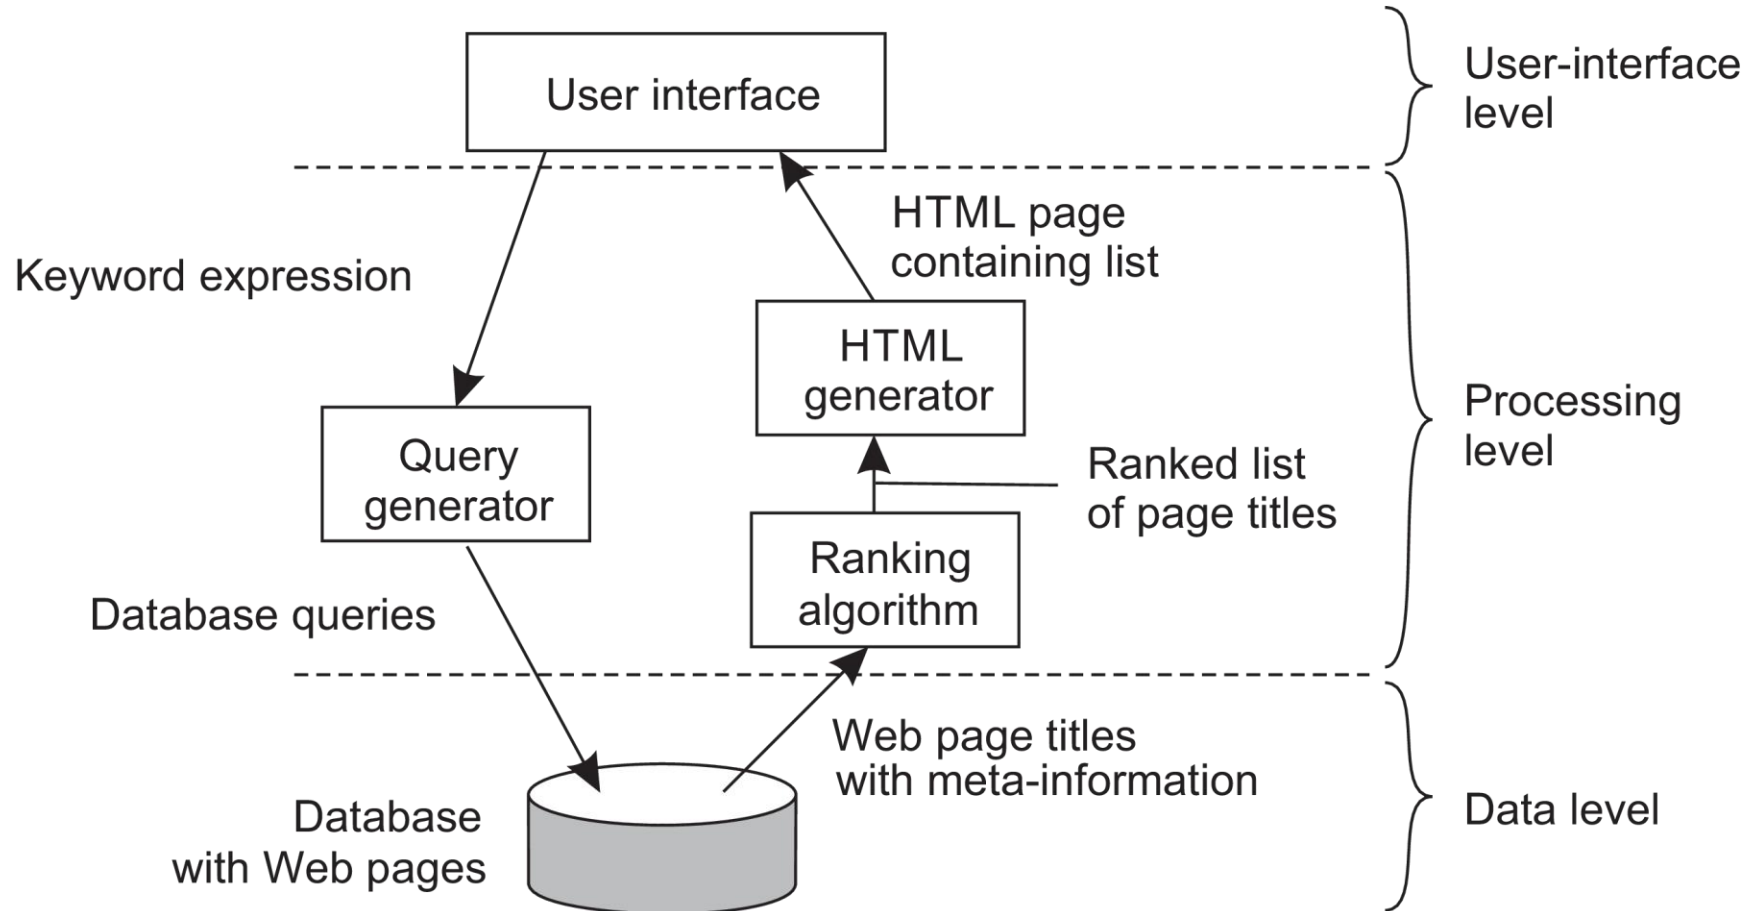 User interface
User-interface
level
HTML page
containing list
Keyword expression
HTML
generator
Processing
level
Query
generator
Ranked list
of page titles
Ranking
algorithm
Database queries
Web page titles
with meta-information
Database
with Web pages
Data level